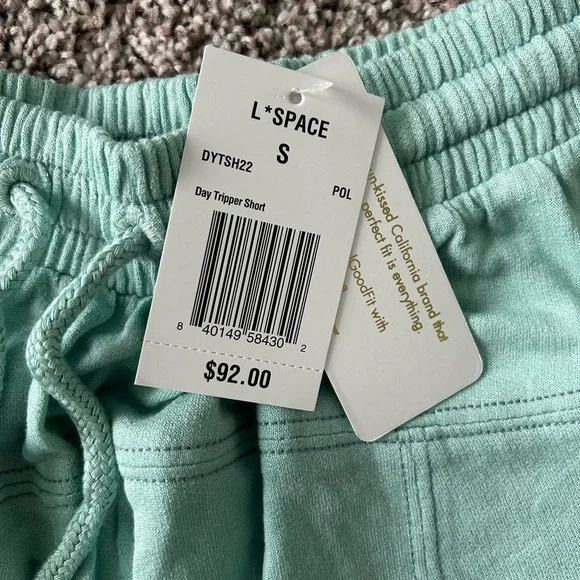 L*SPACE
S
DYTSH22
POL
Day Tripper Short
8 40149 58430 2
$92.00
-kissed California brand that
perfect fit is everything.
GoodFit with